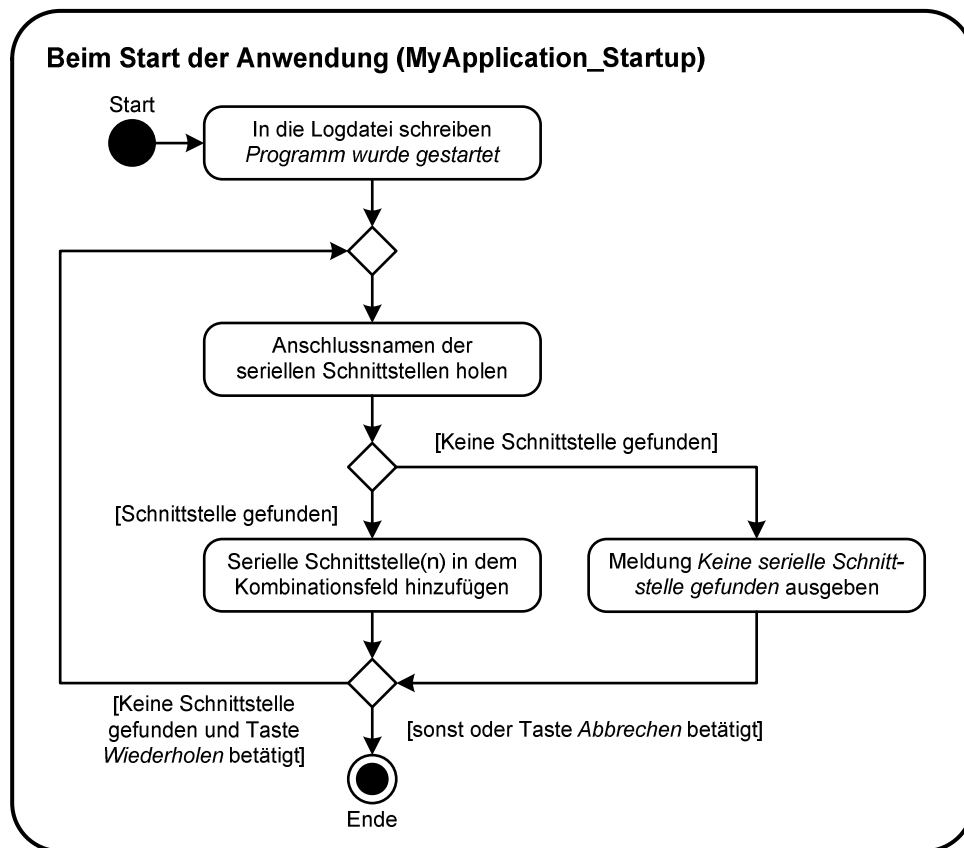 Beim Start der Anwendung (MyApplication_Startup)
Start
In die Logdatei schreiben
Programm wurde gestartet
Anschlussnamen der
seriellen Schnittstellen holen
[Keine Schnittstelle gefunden]
[Schnittstelle gefunden]
Serielle Schnittstelle(n) in dem
Kombinationsfeld hinzufügen
Meldung Keine serielle Schnitt-
stelle gefunden ausgeben
[Keine Schnittstelle
gefunden und Taste
Wiederholen betätigt]
[sonst oder Taste Abbrechen betätigt]
Ende